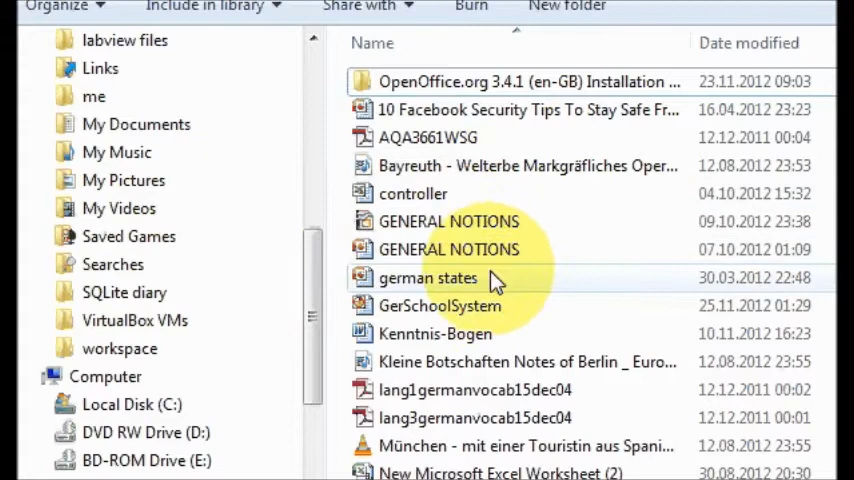 Organize Include in library Share with Burn New folder
labview files
Links
me
My Documents
My Music
My Pictures
My Videos
Saved Games
Searches
SQLite diary
VirtualBox VMs
workspace
Computer
Local Disk (C:)
DVD RW Drive (D:)
BD-ROM Drive (E:)
Name Date modified
OpenOffice.org 3.4.1 (en-GB) Installation ... 23.11.2012 09:03
10 Facebook Security Tips To Stay Safe Fr... 16.04.2012 23:23
AQA3661WSG 12.12.2011 00:04
Bayreuth - Welterbe Markgräfliches Oper... 12.08.2012 23:53
controller 04.10.2012 15:32
GENERAL NOTIONS 09.10.2012 23:38
GENERAL NOTIONS 07.10.2012 01:09
german states 30.03.2012 22:48
GerSchoolSystem 25.11.2012 01:29
Kenntnis-Bogen 10.11.2012 16:23
Kleine Botschaften Notes of Berlin _ Euro... 12.08.2012 23:55
lang1germanvocab15dec04 12.12.2011 00:02
lang3germanvocab15dec04 12.12.2011 00:01
München - mit einer Touristin aus Spani... 12.08.2012 23:55
New Microsoft Excel Worksheet (2) 30.08.2012 20:30